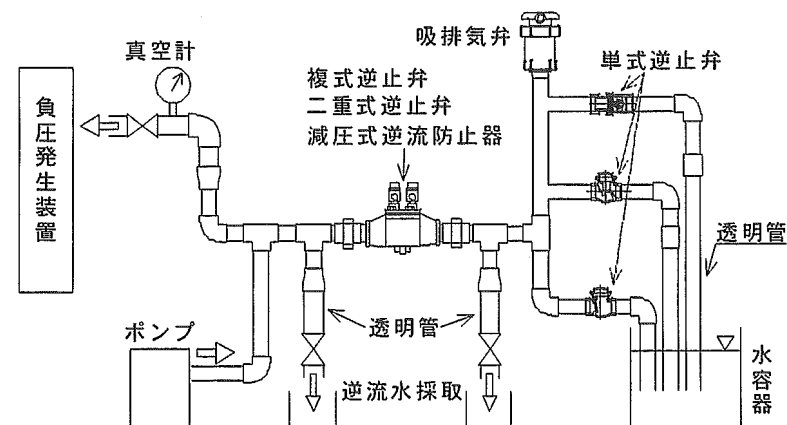 真空計
負圧発生装置
複式逆止弁
二重式逆止弁
減圧式逆流防止器
吸排気弁
単式逆止弁
透明管
ポンプ
透明管
逆流水採取
水容器